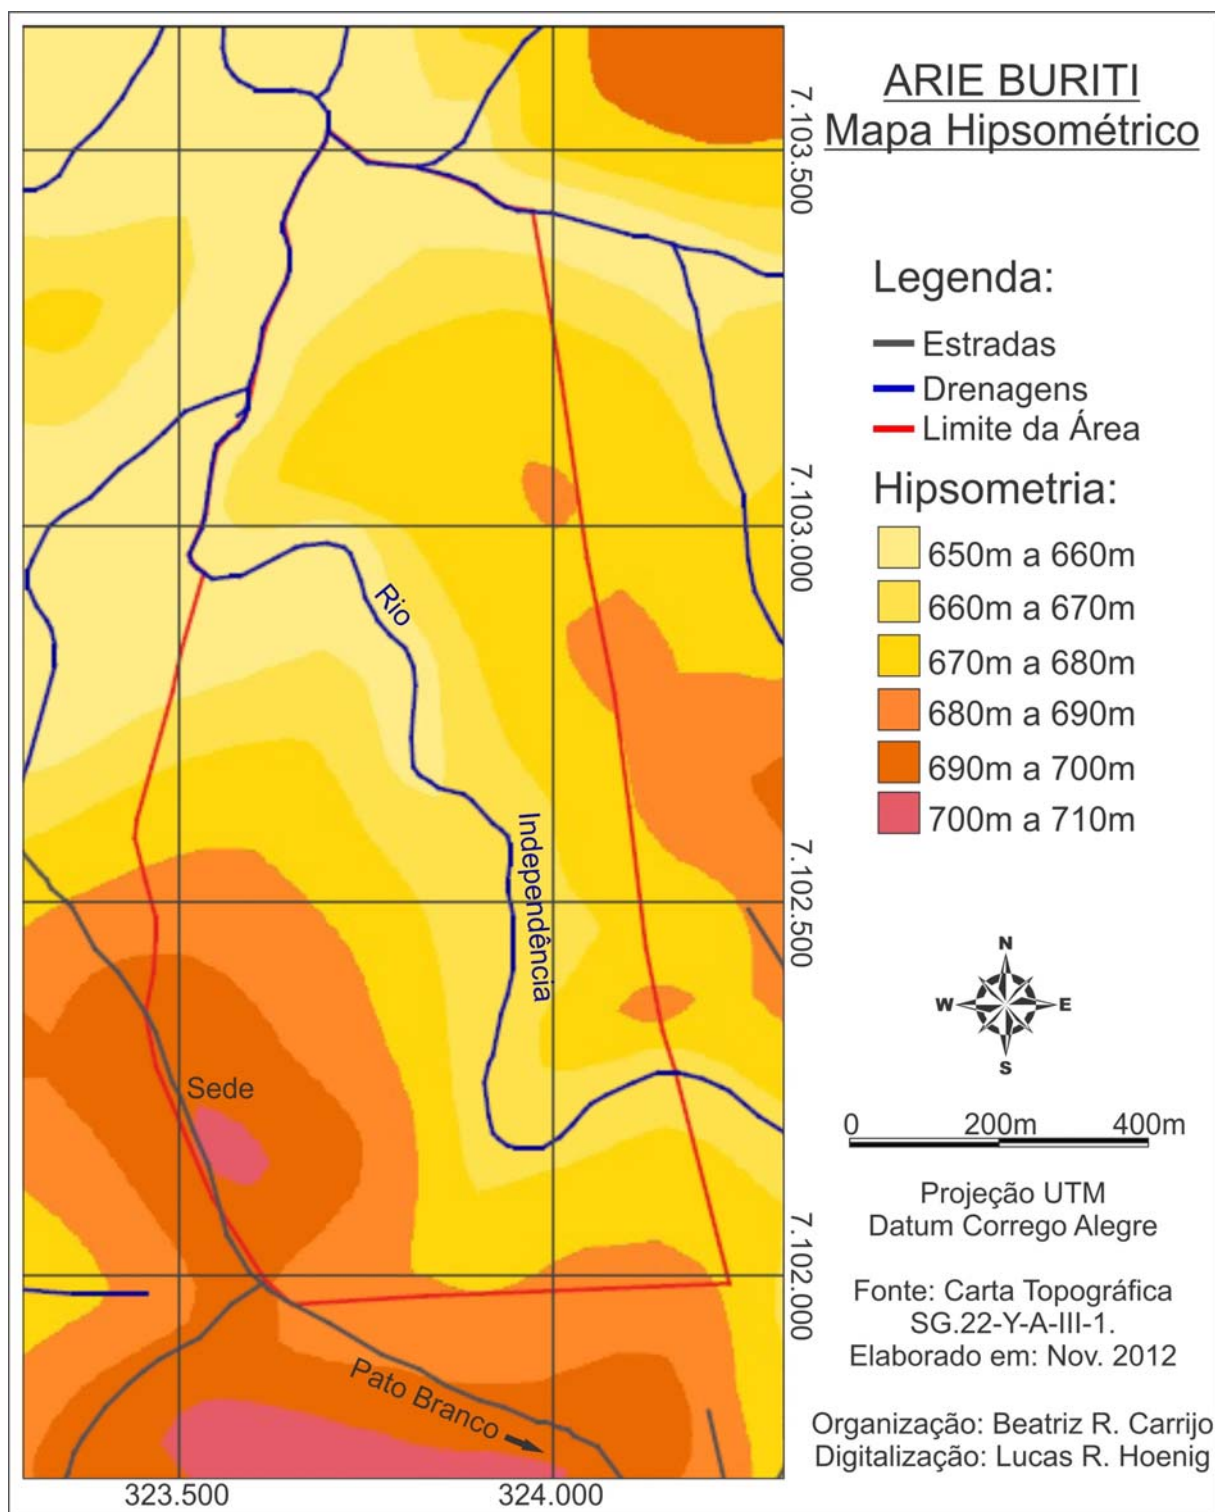 ARIE BURITI
Mapa Hipsométrico
Legenda:
Estradas
Drenagens
Limite da Área
Hipsometria:
650m a 660m
660m a 670m
670m a 680m
680m a 690m
690m a 700m
700m a 710m
N
W
E
S
0 200m 400m
Projeção UTM
Datum Corrego Alegre
Fonte: Carta Topográfica
SG.22-Y-A-III-1.
Elaborado em: Nov. 2012
Organização: Beatriz R. Carrijo
Digitalização: Lucas R. Hoenig
7.103.500
7.103.000
7.102.500
7.102.000
323.500
324.000
Rio
Independência
Sede
Pato Branco